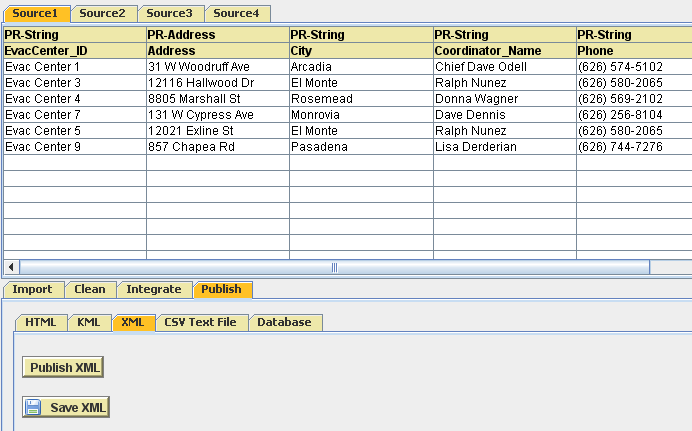 Source1 Source2 Source3 Source4
PR-String PR-Address PR-String PR-String PR-String
EvacCenter_ID Address City Coordinator_Name Phone
Evac Center 1 31 W Woodruff Ave Arcadia Chief Dave Odell (626) 574-5102
Evac Center 3 12116 Hallwood Dr El Monte Ralph Nunez (626) 580-2065
Evac Center 4 8805 Marshall St Rosemead Donna Wagner (626) 569-2102
Evac Center 7 131 W Cypress Ave Monrovia Dave Dennis (626) 256-8104
Evac Center 5 12021 Exline St El Monte Ralph Nunez (626) 580-2065
Evac Center 9 857 Chapea Rd Pasadena Lisa Derderian (626) 744-7276
Import Clean Integrate Publish
HTML KML XML CSV Text File Database
Publish XML
Save XML